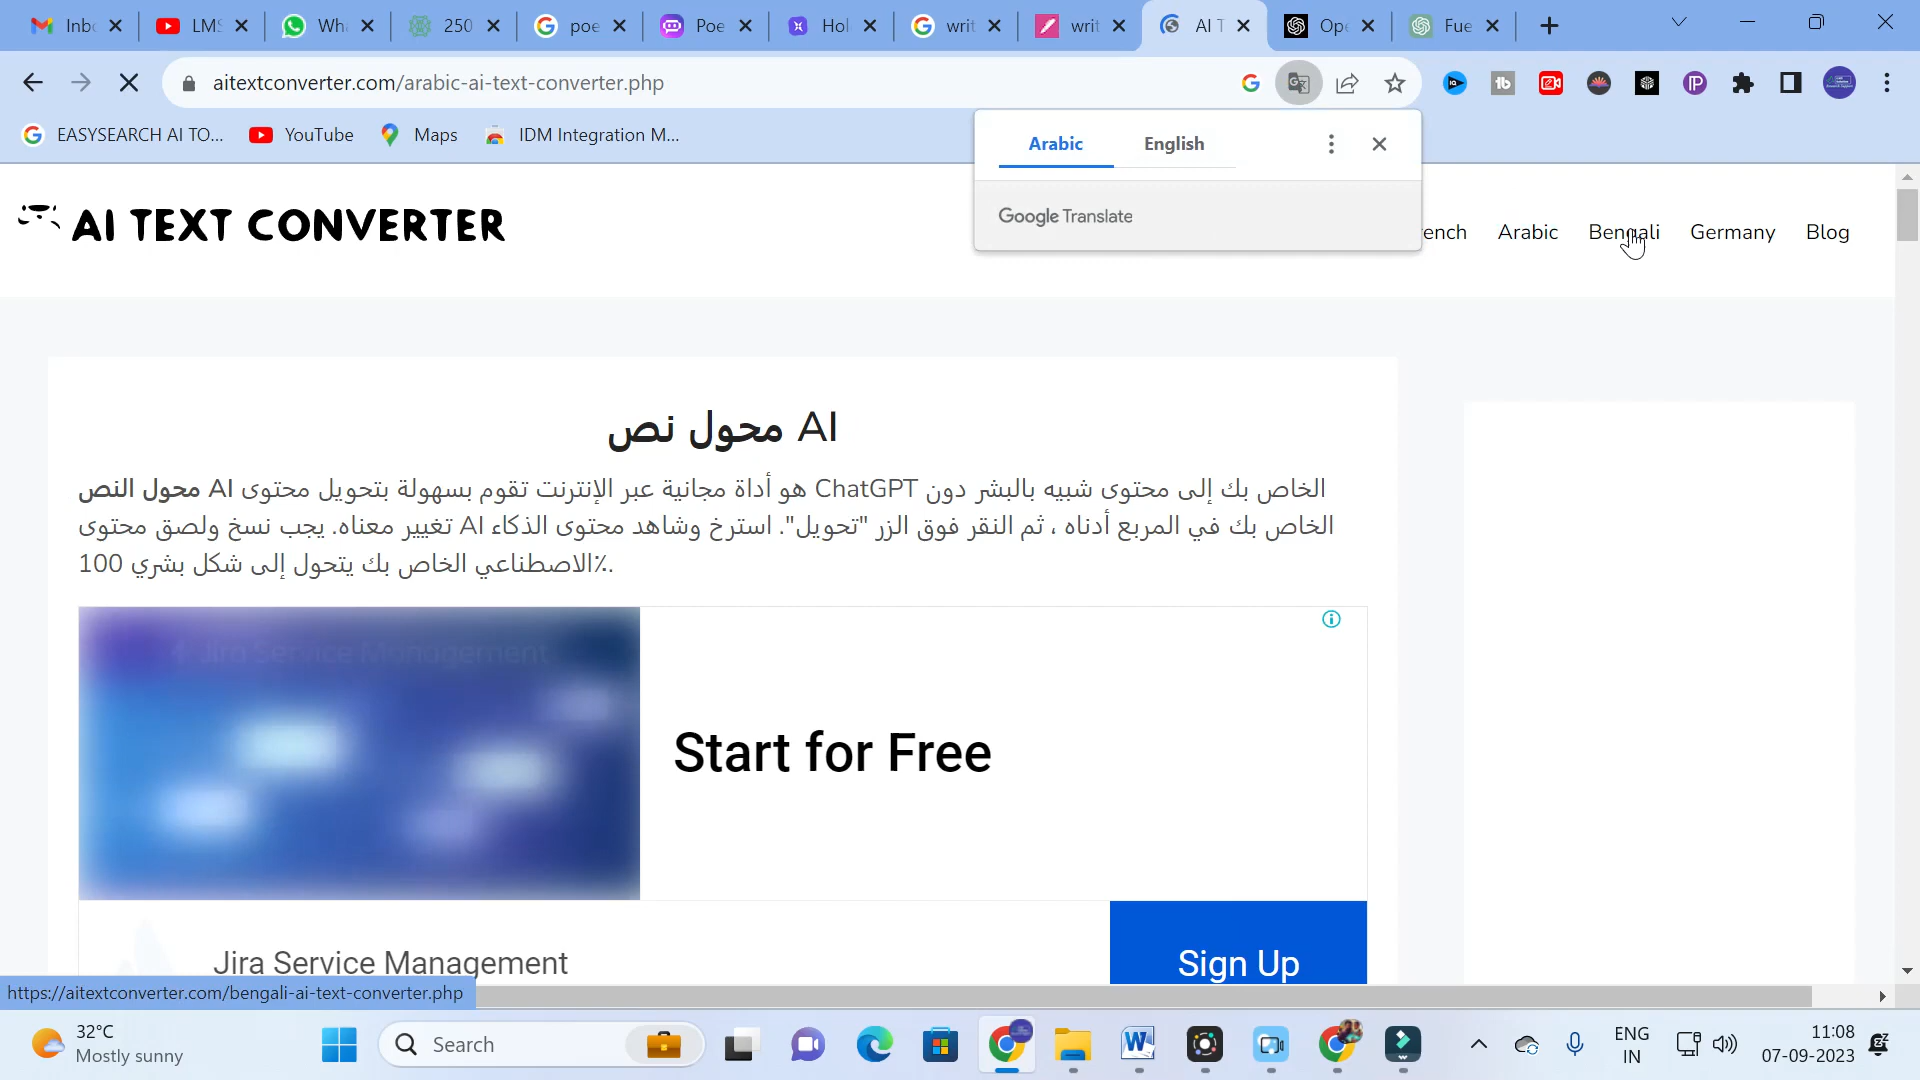 Inbc
LMS
Wha
250
poe
Poe
Hol
writ
writ
AI T
Ope
Fue
aitextconverter.com/arabic-ai-text-converter.php
EASYSEARCH AI TO...
YouTube
Maps
IDM Integration M...
Arabic
English
Google Translate
AI TEXT CONVERTER
ench
Arabic
Bengali
Germany
Blog
محول نص AI
محول النص AI هو أداة مجانية عبر الإنترنت تقوم بسهولة بتحويل محتوى ChatGPT الخاص بك إلى محتوى شبيه بالبشر دون
تغيير معناه. يجب نسخ ولصق محتوى AI الخاص بك في المربع أدناه ، ثم النقر فوق الزر "تحويل". استرخ وشاهد محتوى الذكاء
الاصطناعي الخاص بك يتحول إلى شكل بشري 100٪.
Jira Service Management
Start for Free
Jira Service Management
Sign Up
https://aitextconverter.com/bengali-ai-text-converter.php
32°C
Mostly sunny
Search
ENG
IN
11:08
07-09-2023